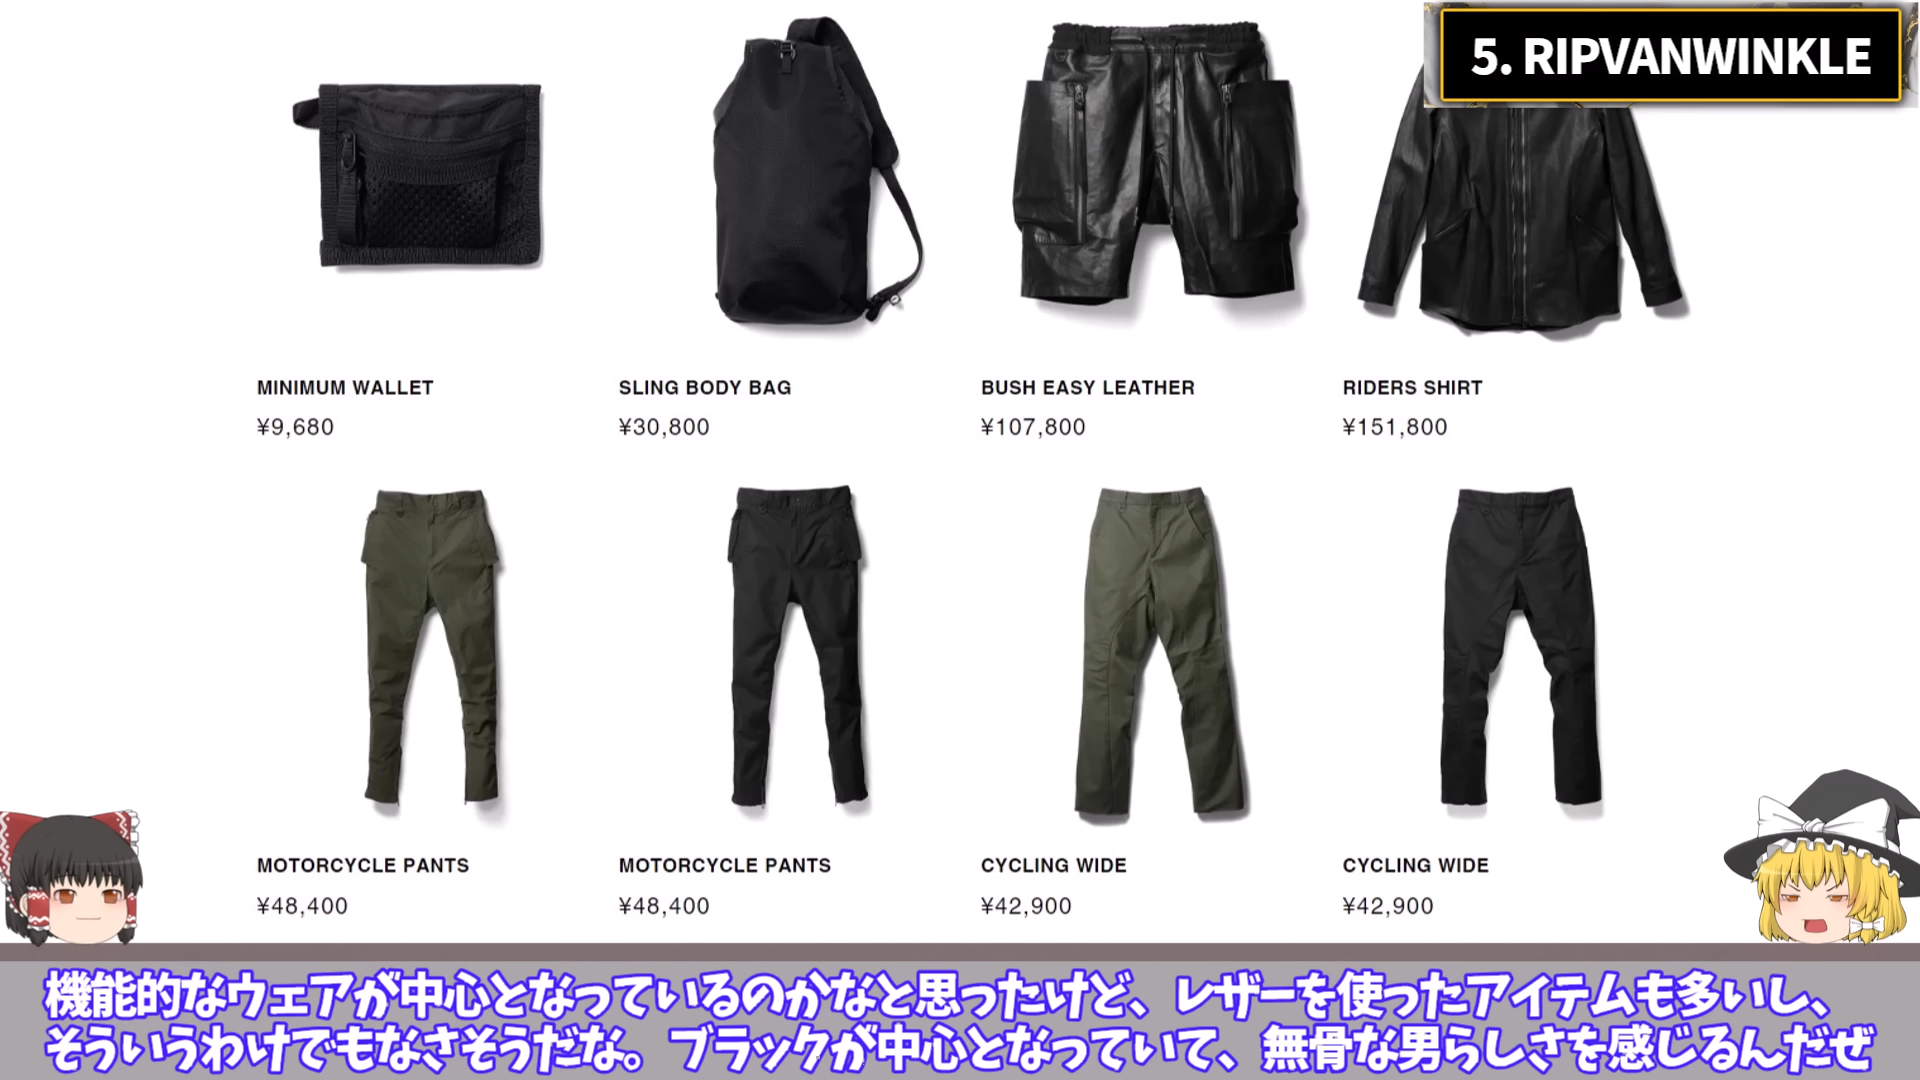 5. RIPVANWINKLE
MINIMUM WALLET
¥9,680
SLING BODY BAG
¥30,800
BUSH EASY LEATHER
¥107,800
RIDERS SHIRT
¥151,800
MOTORCYCLE PANTS
¥48,400
MOTORCYCLE PANTS
¥48,400
CYCLING WIDE
¥42,900
CYCLING WIDE
¥42,900
機能的なウェアが中心となっているのかなと思ったけど、レザーを使ったアイテムも多いし、
そういうわけでもなさそうだな。ブラックが中心となっていて、無骨な男らしさを感じるんだぜ